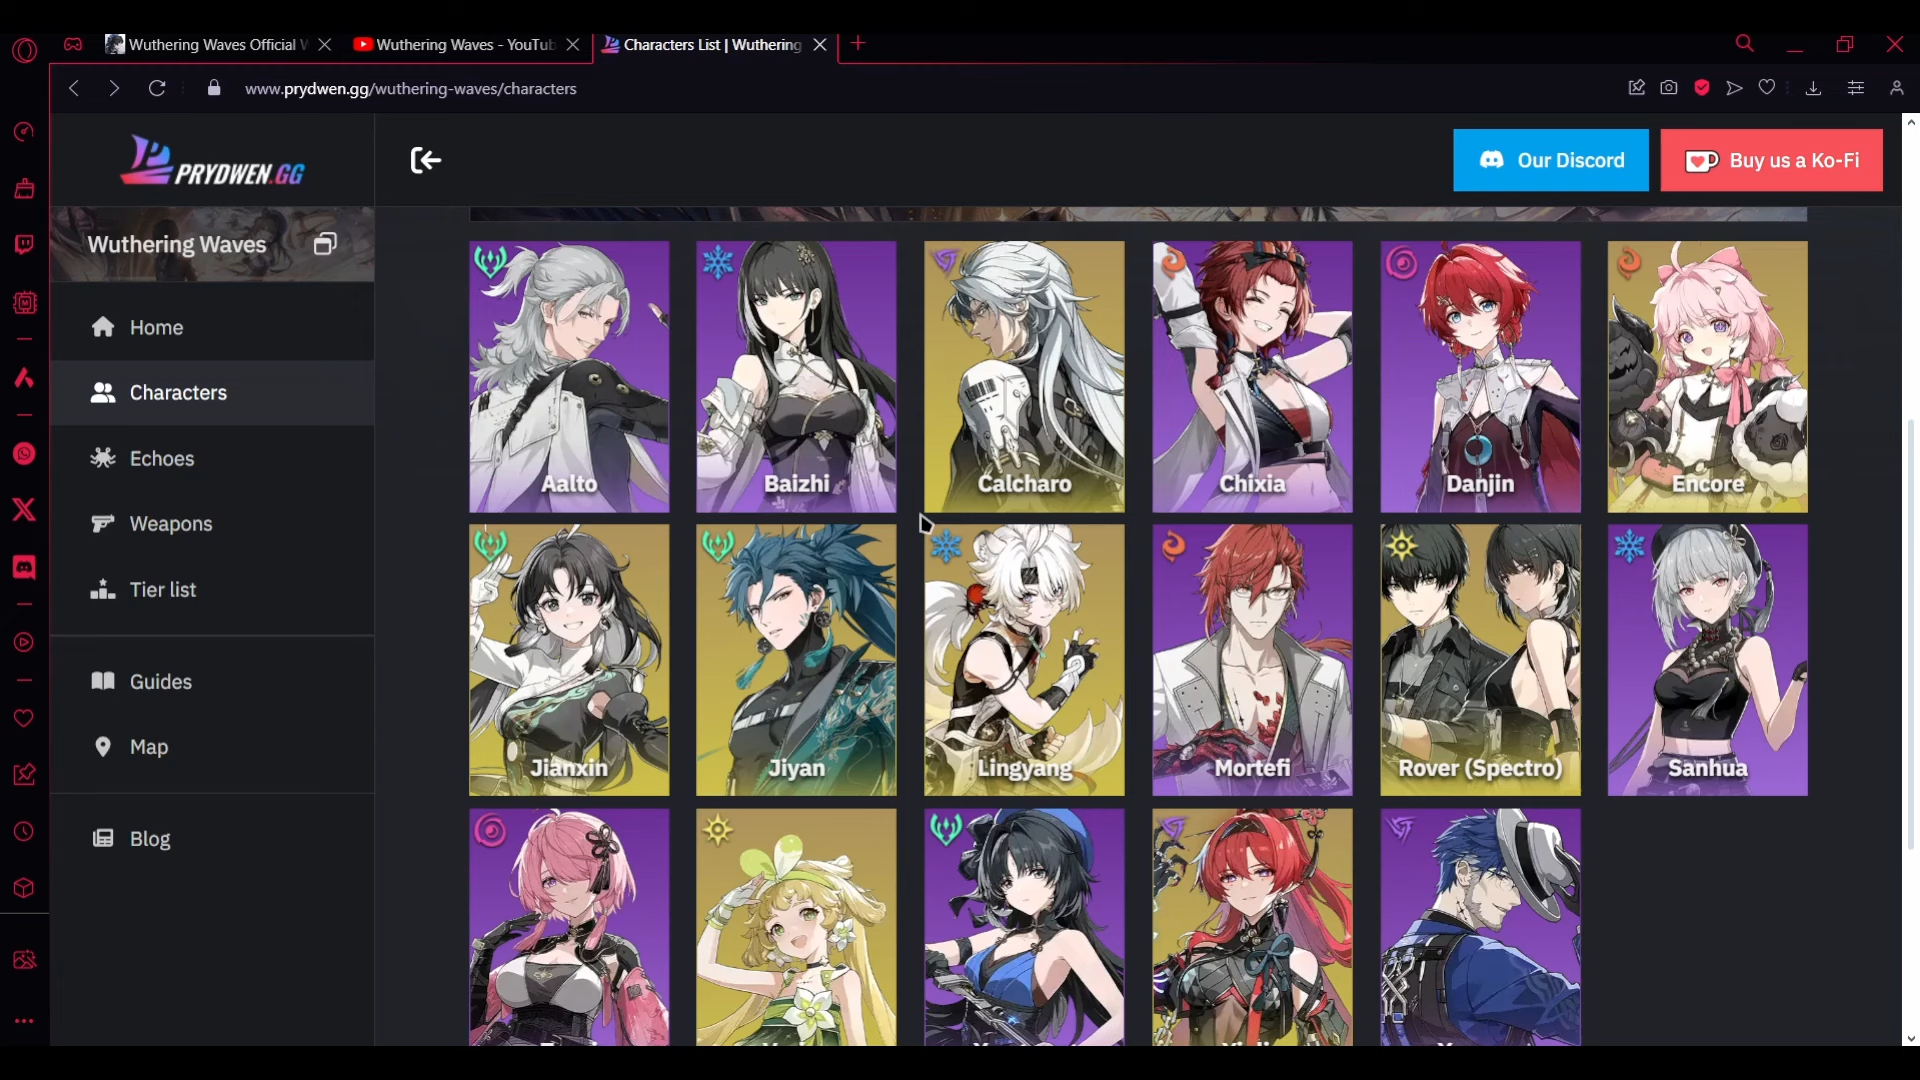 Wuthering Waves Official
Wuthering Waves - YouTub
Characters List | Wuthering
www.prydwen.gg/wuthering-waves/characters
PRYDWEN.GG
Our Discord
Buy us a Ko-Fi
Wuthering Waves
Home
Characters
Echoes
Weapons
Tier list
Guides
Map
Blog
Aalto
Baizhi
Calcharo
Chixia
Danjin
Encore
Jianxin
Jiyan
Lingyang
Mortefi
Rover (Spectro)
Sanhua